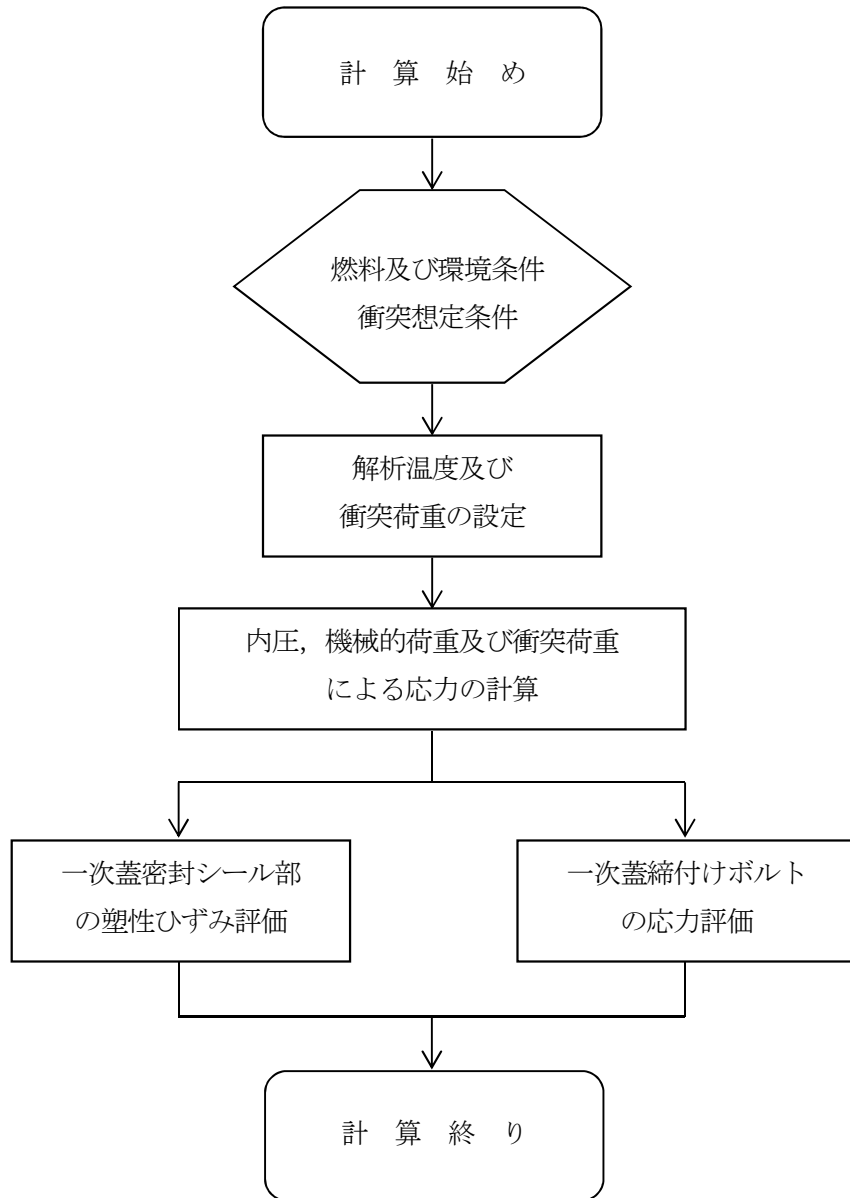 計算始め
燃料及び環境条件
衝突想定条件
解析温度及び
衝突荷重の設定
内圧，機械的荷重及び衝突荷重
による応力の計算
一次蓋密封シール部
の塑性ひずみ評価
一次蓋締付けボルト
の応力評価
計算終り